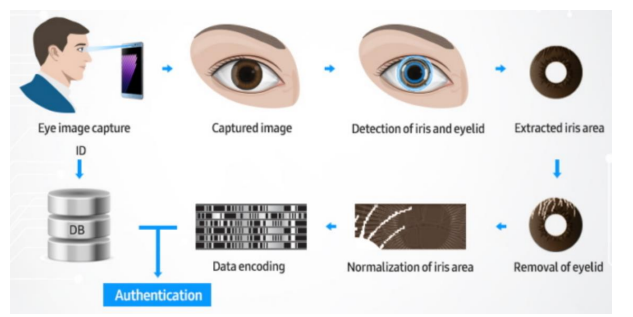 Eye image capture
Captured image
Detection of iris and eyelid
Extracted iris area
ID
DB
Data encoding
Normalization of iris area
Removal of eyelid
Authentication